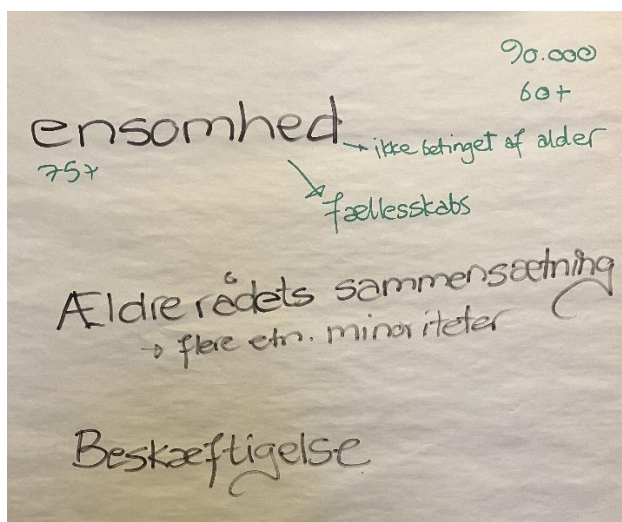 90.000
60+
ensomhed → ikke betinget af alder
75+
fællesskabs
Ældrerådets sammensætning
→ flere etn. minoriteter
Beskæftigelse